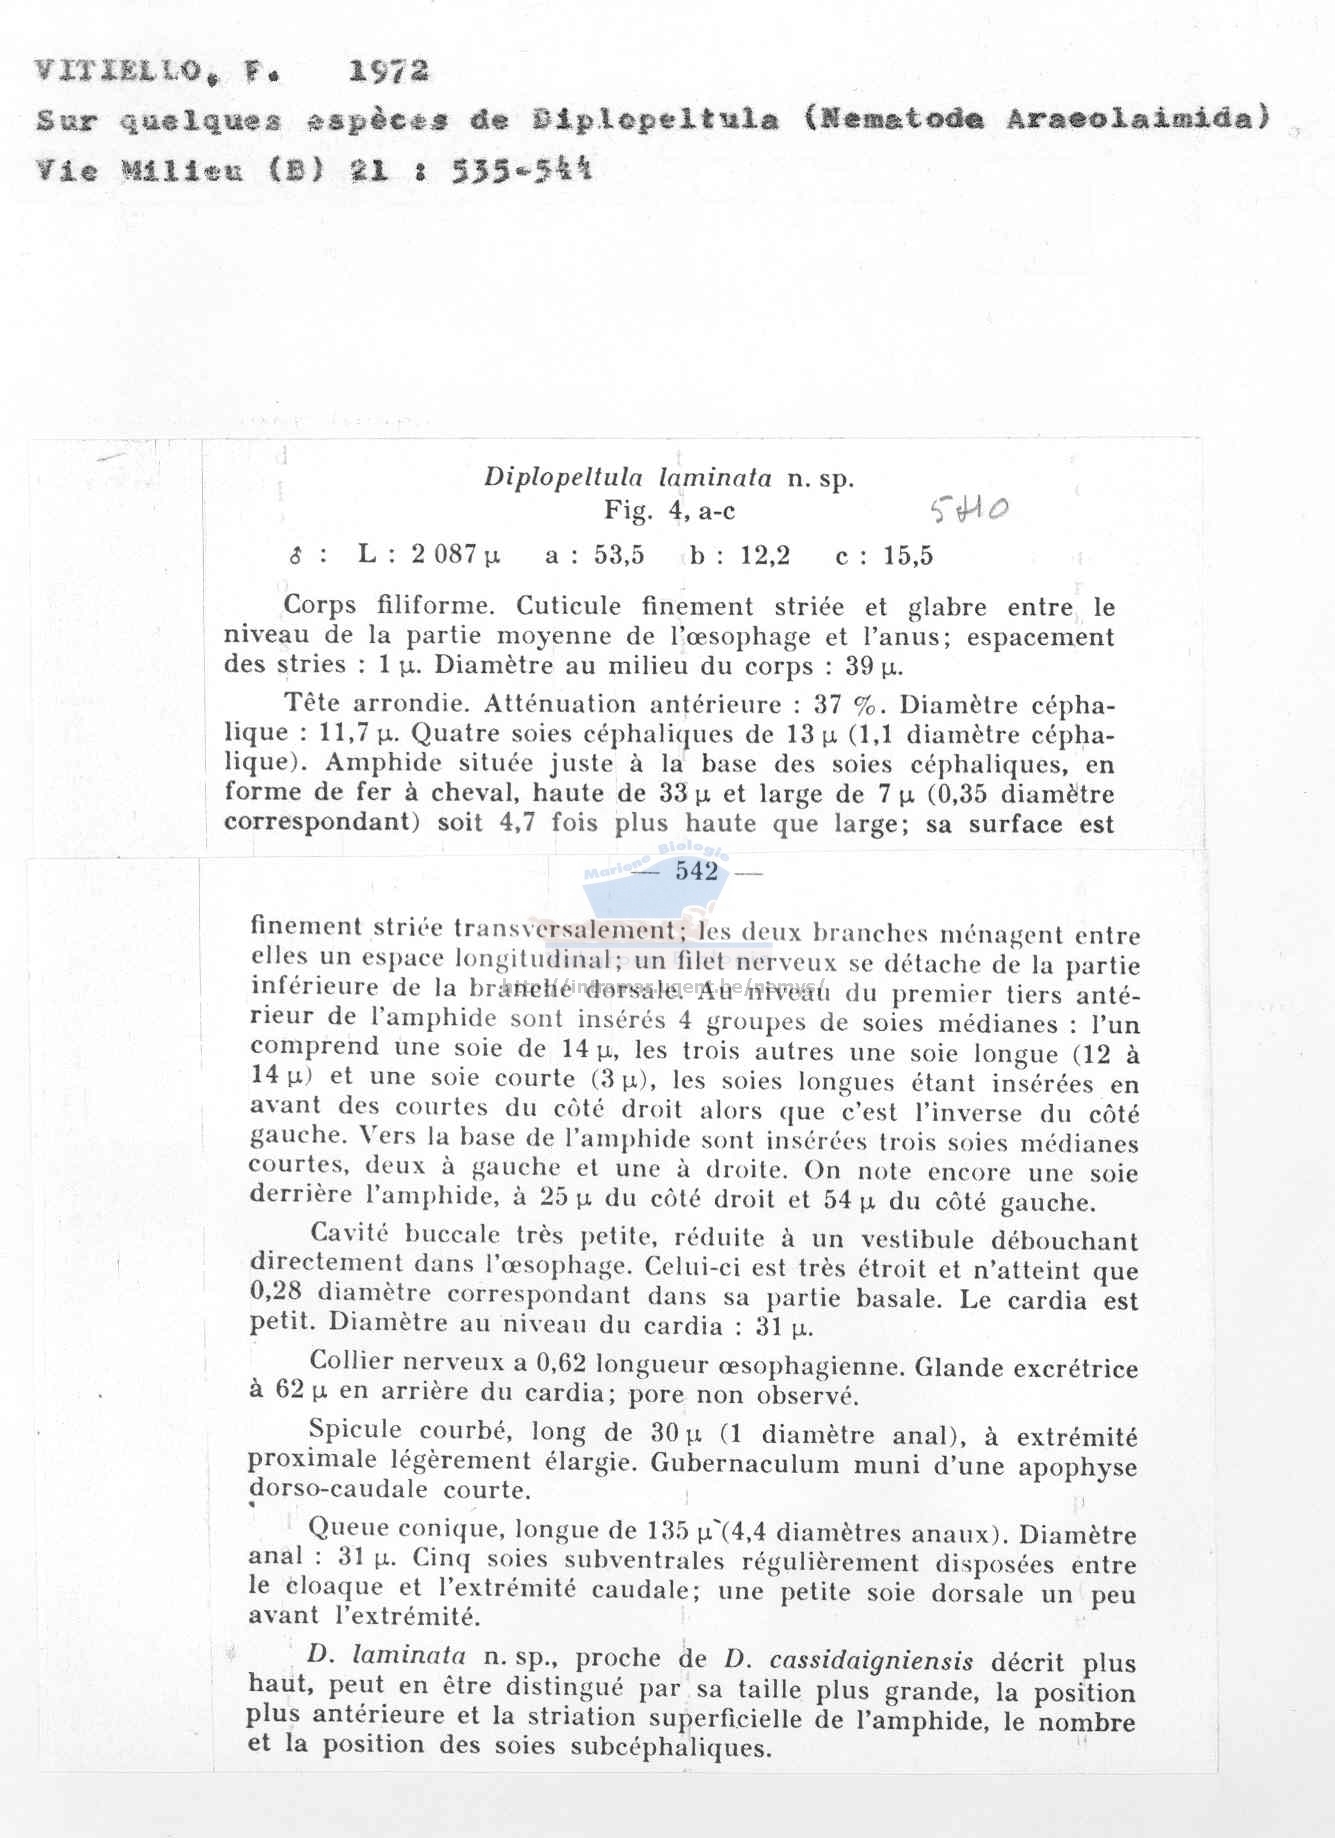 VITIELLO, F. 1972
Sur quelques espèces de Diplopeltula (Nematoda Araeolaimida)
Vie Milieu (B) 21 : 535-544
Diplopeltula laminata n. sp.
Fig. 4, a-c
♂ : L : 2 087 µ a : 53,5 b : 12,2 c : 15,5
Corps filiforme. Cuticule finement striée et glabre entre le
niveau de la partie moyenne de l'œsophage et l'anus; espacement
des stries : 1 µ. Diamètre au milieu du corps : 39 µ.
Tête arrondie. Atténuation antérieure : 37 %. Diamètre cépha-
lique : 11,7 µ. Quatre soies céphaliques de 13 µ (1,1 diamètre cépha-
lique). Amphide située juste à la base des soies céphaliques, en
forme de fer à cheval, haute de 33 µ et large de 7 µ (0,35 diamètre
correspondant) soit 4,7 fois plus haute que large; sa surface est
Mariene Biologie
— 542 —
finement striée transversalement; les deux branches ménagent entre
elles un espace longitudinal; un filet nerveux se détache de la partie
http://intramar.ugent.be/nemys/
inférieure de la branche dorsale. Au niveau du premier tiers anté-
rieur de l'amphide sont insérés 4 groupes de soies médianes : l'un
comprend une soie de 14 µ, les trois autres une soie longue (12 à
14 µ) et une soie courte (3 µ), les soies longues étant insérées en
avant des courtes du côté droit alors que c'est l'inverse du côté
gauche. Vers la base de l'amphide sont insérées trois soies médianes
courtes, deux à gauche et une à droite. On note encore une soie
derrière l'amphide, à 25 µ du côté droit et 54 µ du côté gauche.
Cavité buccale très petite, réduite à un vestibule débouchant
directement dans l'œsophage. Celui-ci est très étroit et n'atteint que
0,28 diamètre correspondant dans sa partie basale. Le cardia est
petit. Diamètre au niveau du cardia : 31 µ.
Collier nerveux a 0,62 longueur œsophagienne. Glande excrétrice
à 62 µ en arrière du cardia; pore non observé.
Spicule courbé, long de 30 µ (1 diamètre anal), à extrémité
proximale légèrement élargie. Gubernaculum muni d'une apophyse
dorso-caudale courte.
Queue conique, longue de 135 µ (4,4 diamètres anaux). Diamètre
anal : 31 µ. Cinq soies subventrales régulièrement disposées entre
le cloaque et l'extrémité caudale; une petite soie dorsale un peu
avant l'extrémité.
D. laminata n. sp., proche de D. cassidaigniensis décrit plus
haut, peut en être distingué par sa taille plus grande, la position
plus antérieure et la striation superficielle de l'amphide, le nombre
et la position des soies subcéphaliques.